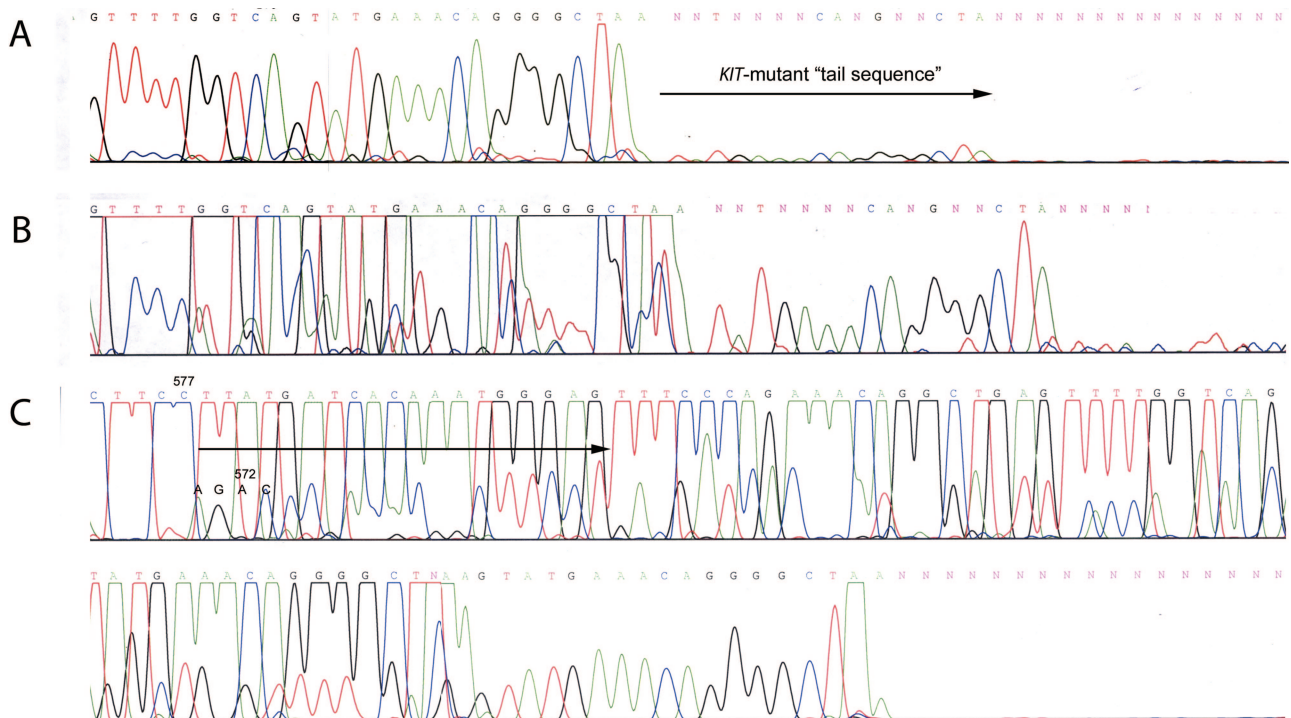 A
G T T T T G G T C A G T A T G A A A C A G G G G C T A A N N T N N N N C A N G N N C T A N N N N N N N N N N N N N N
KIT-mutant “tail sequence”
B
G T T T T G G T C A G T A T G A A A C A G G G G C T A A N N T N N N N C A N G N N C T A N N N N
C
577
C T T C C T T A T G A T C A C A A A T G G G A G T T T C C C A G A A A C A G G C T G A G T T T T G G T C A G
572
A G A C
T A T G A A A C A G G G G C T N A A G T A T G A A A C A G G G G C T A A N N N N N N N N N N N N N N N N N